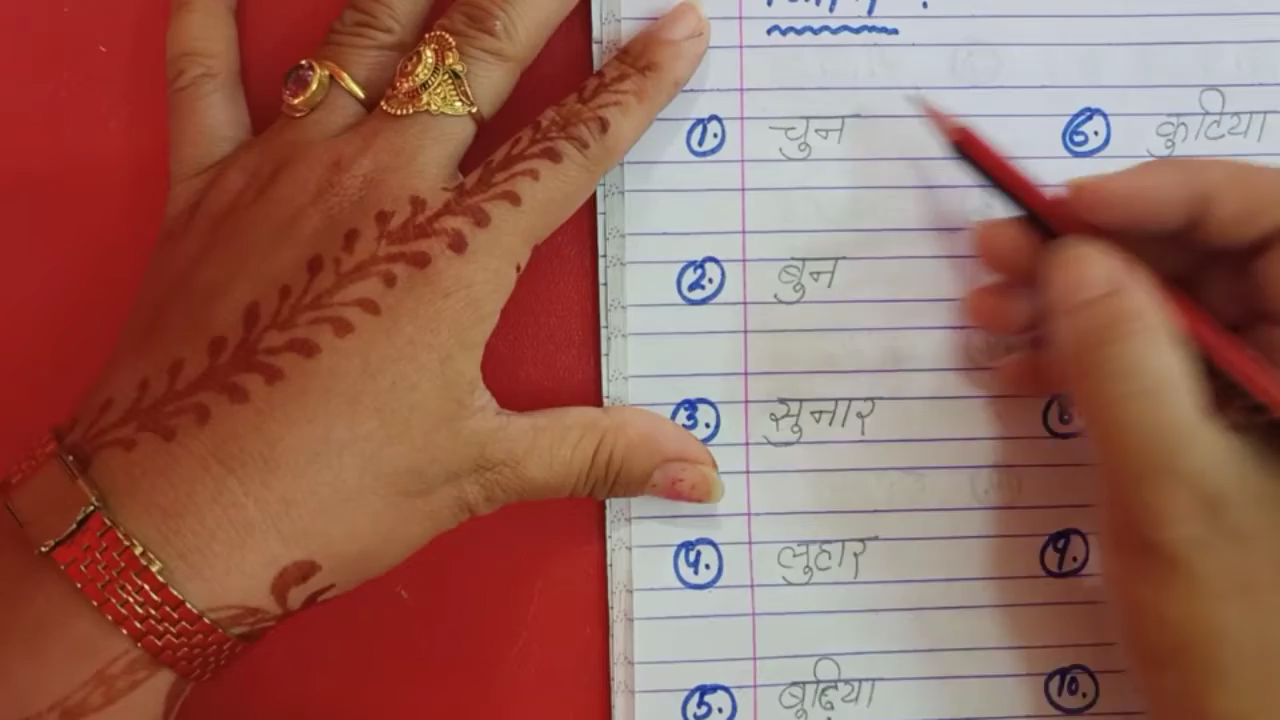 1. चुन
2. बुन
3. सुनार
4. लुहार
5. बुढ़िया
6. कुटिया
9.
10.